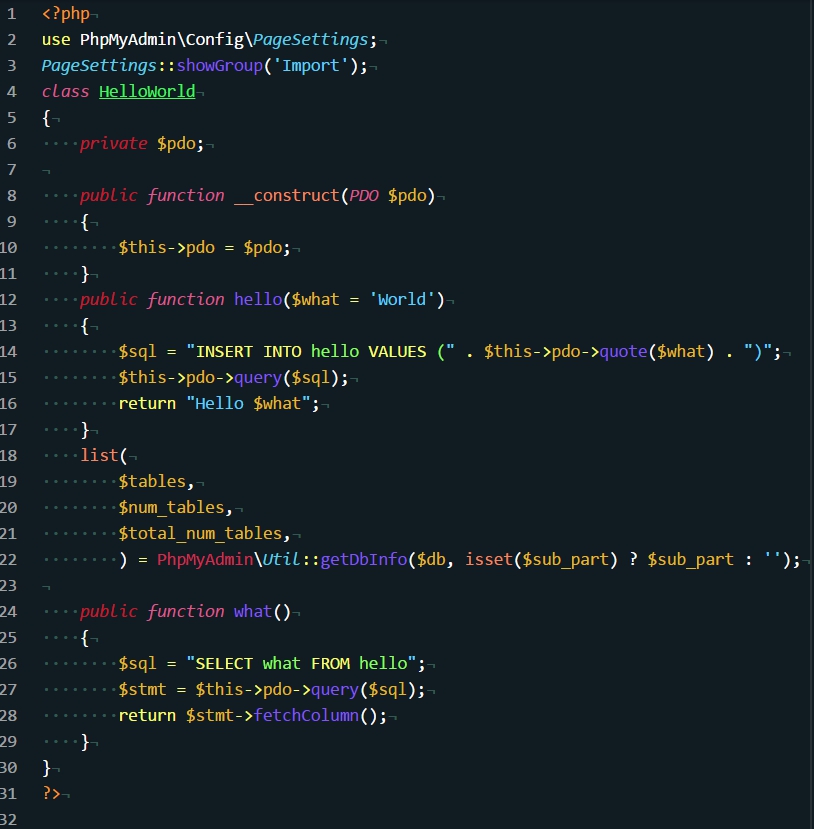 1 <?php¬
2 use PhpMyAdmin\Config\PageSettings;¬
3 PageSettings::showGroup('Import');¬
4 class HelloWorld¬
5 {¬
6 ····private $pdo;¬
7 ¬
8 ····public function __construct(PDO $pdo)¬
9 ····{¬
10 ········$this->pdo = $pdo;¬
11 ····}¬
12 ····public function hello($what = 'World')¬
13 ····{¬
14 ········$sql = "INSERT INTO hello VALUES (" . $this->pdo->quote($what) . ")";¬
15 ········$this->pdo->query($sql);¬
16 ········return "Hello $what";¬
17 ····}¬
18 ····list(¬
19 ········$tables,¬
20 ········$num_tables,¬
21 ········$total_num_tables,¬
22 ········) = PhpMyAdmin\Util::getDbInfo($db, isset($sub_part) ? $sub_part : '');¬
23 ¬
24 ····public function what()¬
25 ····{¬
26 ········$sql = "SELECT what FROM hello";¬
27 ········$stmt = $this->pdo->query($sql);¬
28 ········return $stmt->fetchColumn();¬
29 ····}¬
30 }¬
31 ?>¬
32